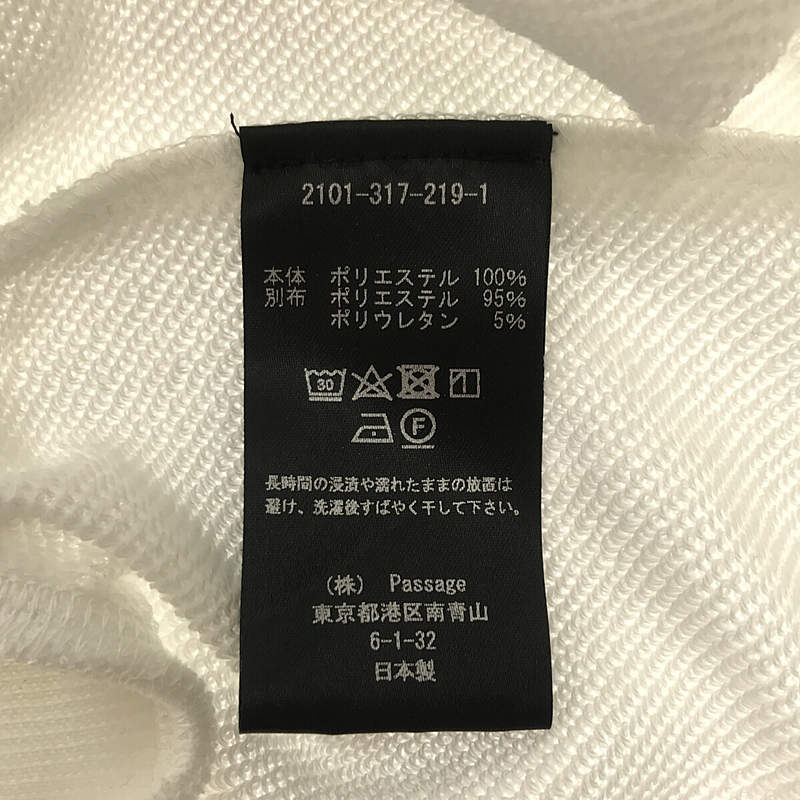 2101-317-219-1
本体 ポリエステル 100%
別布 ポリエステル 95%
ポリウレタン 5%
30
F
長時間の浸漬や濡れたままの放置は
避け、洗濯後すばやく干して下さい。
(株) Passage
東京都港区南青山
6-1-32
日本製